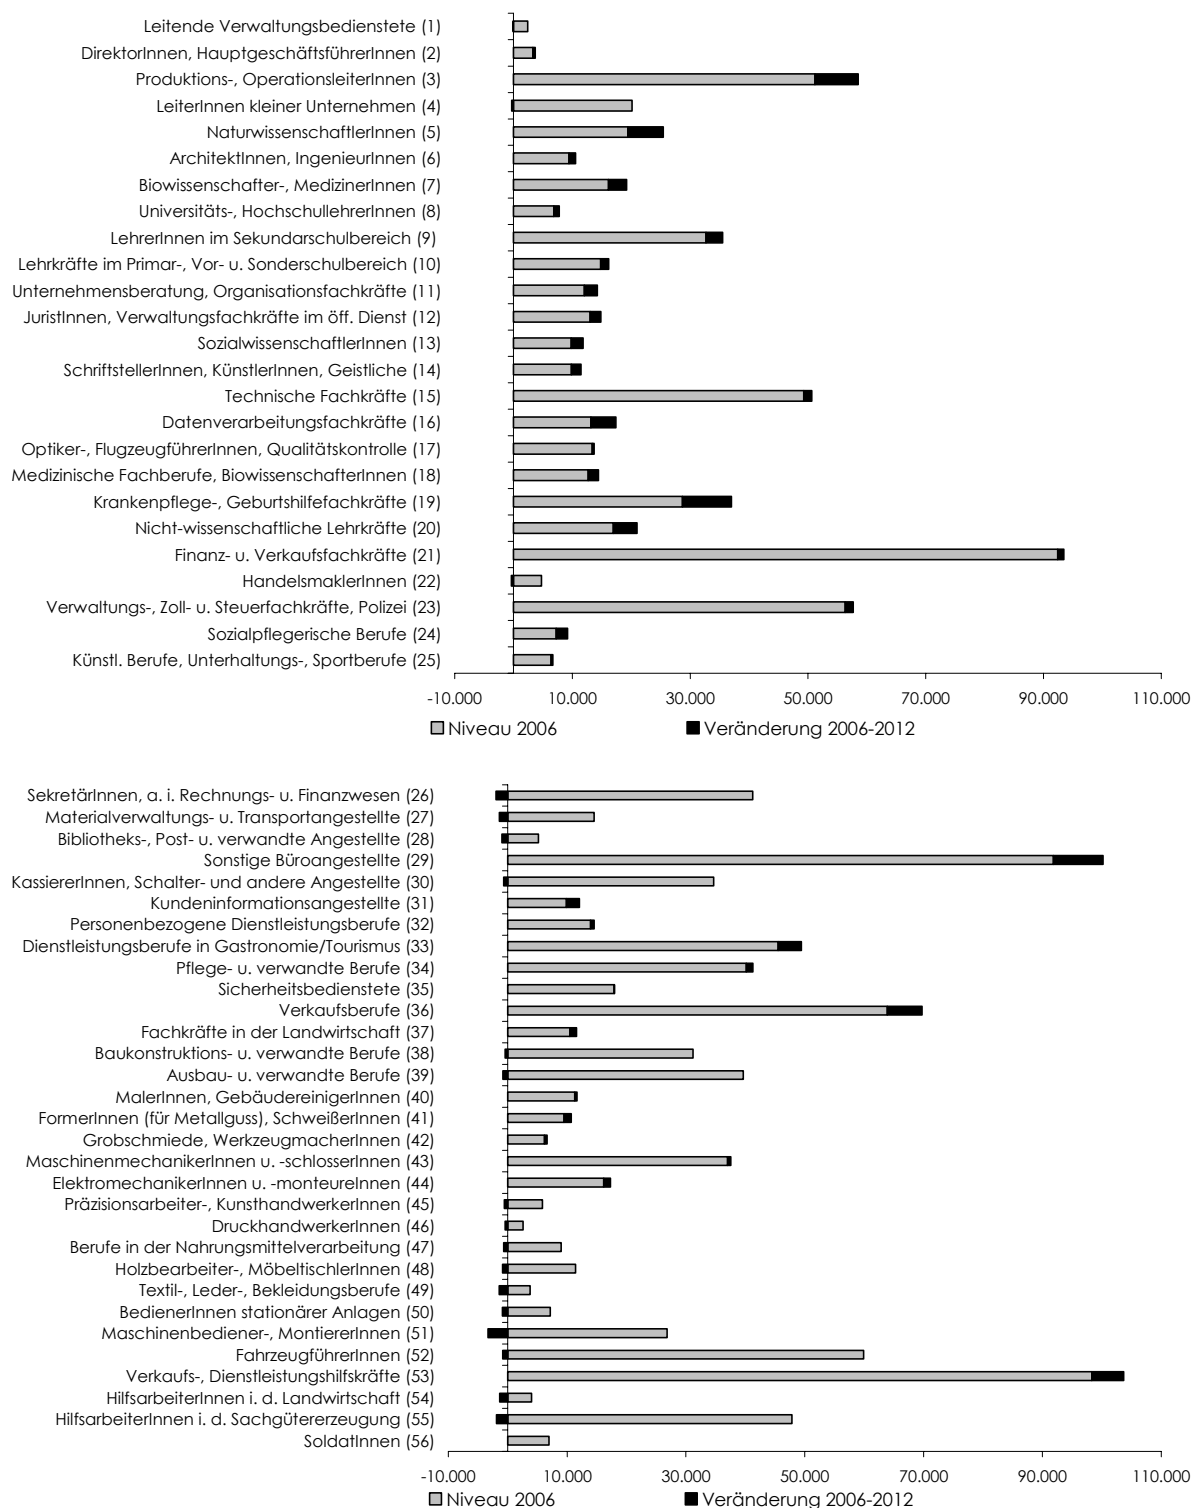 Leitende Verwaltungsbedienstete (1)
DirektorInnen, HauptgeschäftsführerInnen (2)
Produktions-, OperationsleiterInnen (3)
LeiterInnen kleiner Unternehmen (4)
NaturwissenschaftlerInnen (5)
ArchitektInnen, IngenieurInnen (6)
Biowissenschafter-, MedizinerInnen (7)
Universitäts-, HochschullehrerInnen (8)
LehrerInnen im Sekundarschulbereich (9)
Lehrkräfte im Primar-, Vor- u. Sonderschulbereich (10)
Unternehmensberatung, Organisationsfachkräfte (11)
JuristInnen, Verwaltungsfachkräfte im öff. Dienst (12)
SozialwissenschaftlerInnen (13)
SchriftstellerInnen, KünstlerInnen, Geistliche (14)
Technische Fachkräfte (15)
Datenverarbeitungsfachkräfte (16)
Optiker-, FlugzeugführerInnen, Qualitätskontrolle (17)
Medizinische Fachberufe, BiowissenschafterInnen (18)
Krankenpflege-, Geburtshilfefachkräfte (19)
Nicht-wissenschaftliche Lehrkräfte (20)
Finanz- u. Verkaufsfachkräfte (21)
HandelsmaklerInnen (22)
Verwaltungs-, Zoll- u. Steuerfachkräfte, Polizei (23)
Sozialpflegerische Berufe (24)
Künstl. Berufe, Unterhaltungs-, Sportberufe (25)
-10.000 10.000 30.000 50.000 70.000 90.000 110.000
Niveau 2006 Veränderung 2006-2012
SekretärInnen, a. i. Rechnungs- u. Finanzwesen (26)
Materialverwaltungs- u. Transportangestellte (27)
Bibliotheks-, Post- u. verwandte Angestellte (28)
Sonstige Büroangestellte (29)
KassiererInnen, Schalter- und andere Angestellte (30)
Kundeninformationsangestellte (31)
Personenbezogene Dienstleistungsberufe (32)
Dienstleistungsberufe in Gastronomie/Tourismus (33)
Pflege- u. verwandte Berufe (34)
Sicherheitsbedienstete (35)
Verkaufsberufe (36)
Fachkräfte in der Landwirtschaft (37)
Baukonstruktions- u. verwandte Berufe (38)
Ausbau- u. verwandte Berufe (39)
MalerInnen, GebäudereinigerInnen (40)
FormerInnen (für Metallguss), SchweißerInnen (41)
Grobschmiede, WerkzeugmacherInnen (42)
MaschinenmechanikerInnen u. -schlosserInnen (43)
ElektromechanikerInnen u. -monteureInnen (44)
Präzisionsarbeiter-, KunsthandwerkerInnen (45)
DruckhandwerkerInnen (46)
Berufe in der Nahrungsmittelverarbeitung (47)
Holzbearbeiter-, MöbeltischlerInnen (48)
Textil-, Leder-, Bekleidungsberufe (49)
BedienerInnen stationärer Anlagen (50)
Maschinenbediener-, MontiererInnen (51)
FahrzeugführerInnen (52)
Verkaufs-, Dienstleistungshilfskräfte (53)
HilfsarbeiterInnen i. d. Landwirtschaft (54)
HilfsarbeiterInnen i. d. Sachgütererzeugung (55)
SoldatInnen (56)
-10.000 10.000 30.000 50.000 70.000 90.000 110.000
Niveau 2006 Veränderung 2006-2012